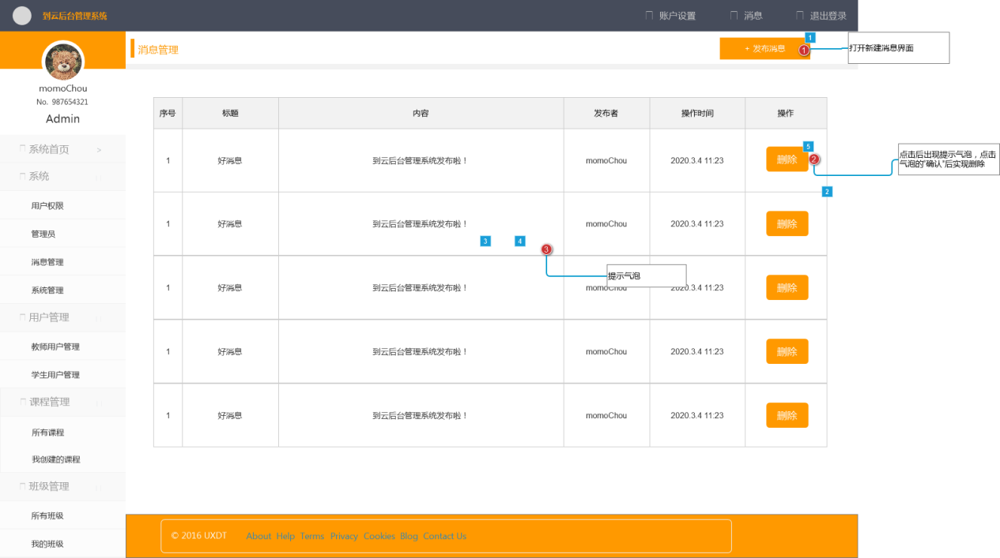 到云后台管理系统
账户设置
消息
退出登录
momoChou
No. 987654321
Admin
系统首页 >
系统
用户权限
管理员
消息管理
系统管理
用户管理
教师用户管理
学生用户管理
课程管理
所有课程
我创建的课程
班级管理
所有班级
我的班级
消息管理
+ 发布消息
1
1
打开新建消息界面
序号 标题 内容 发布者 操作时间 操作
1 好消息 到云后台管理系统发布啦！ momoChou 2020.3.4 11:23 删除
5
2
点击后出现提示气泡，点击
气泡的"确认"后实现删除
2
1 好消息 到云后台管理系统发布啦！ momoChou 2020.3.4 11:23 删除
3
4
3
提示气泡
1 好消息 到云后台管理系统发布啦！ momoChou 2020.3.4 11:23 删除
1 好消息 到云后台管理系统发布啦！ momoChou 2020.3.4 11:23 删除
1 好消息 到云后台管理系统发布啦！ momoChou 2020.3.4 11:23 删除
© 2016 UXDT About Help Terms Privacy Cookies Blog Contact Us